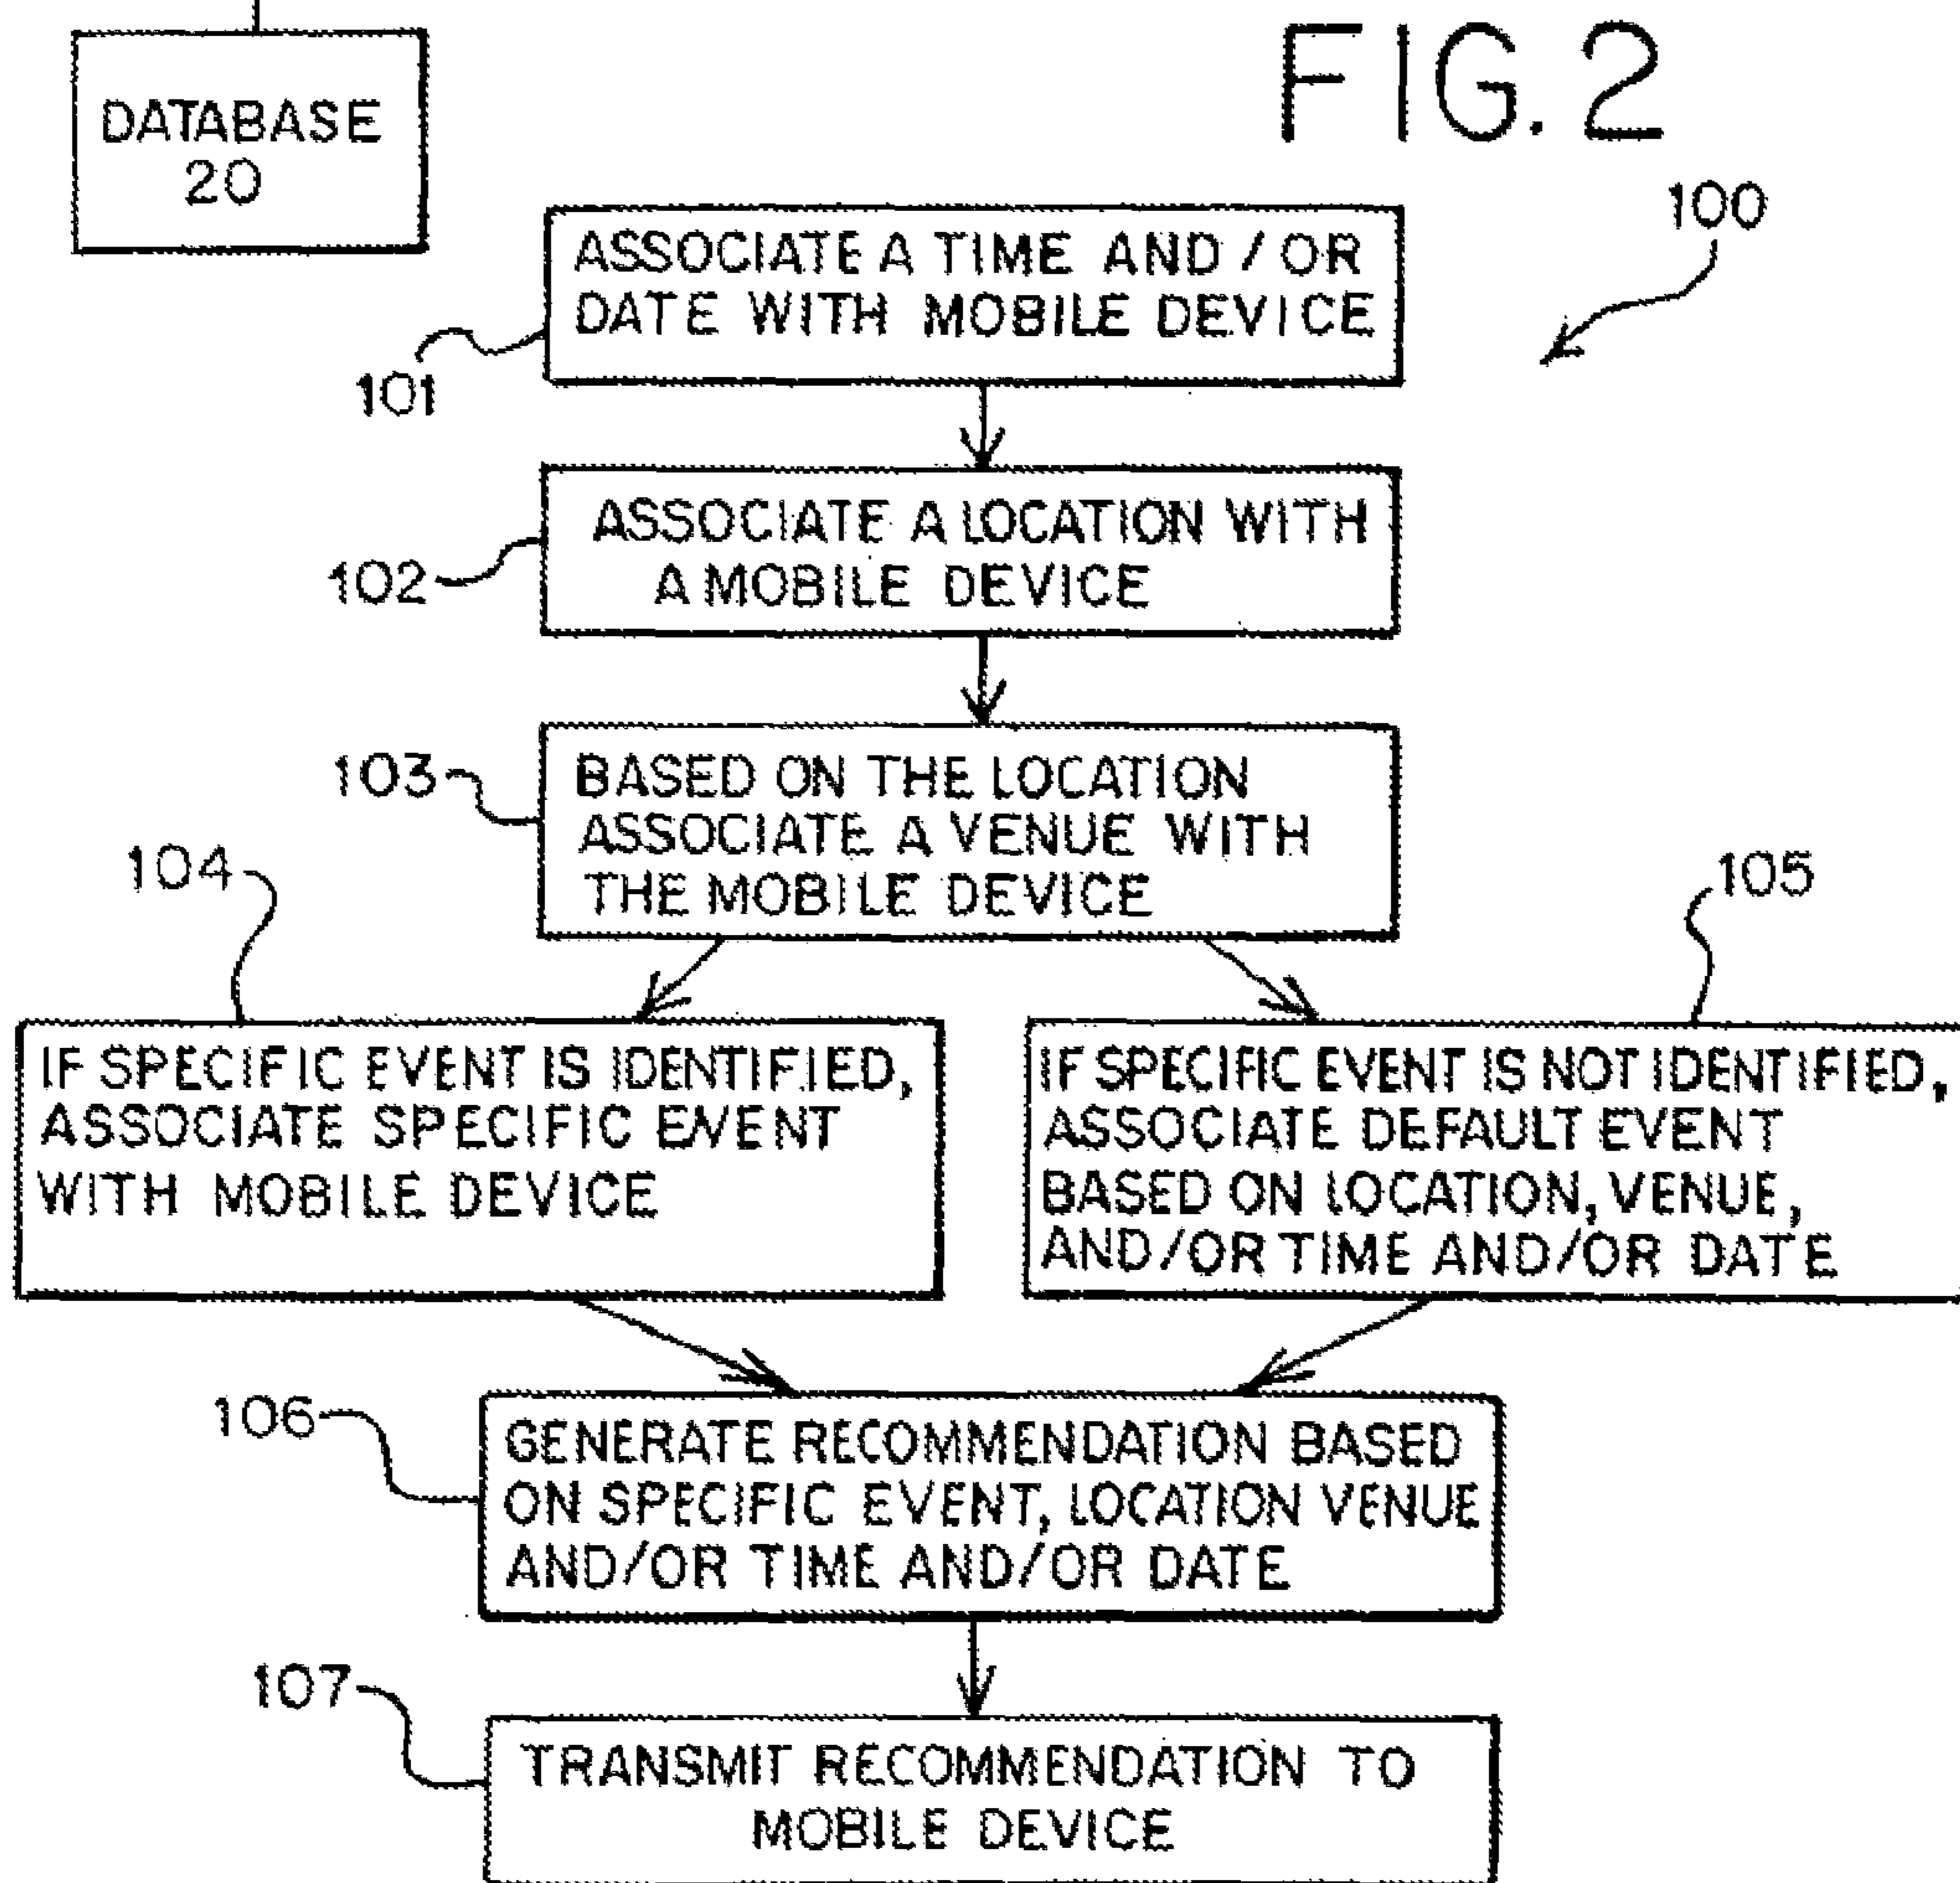 DATABASE
20
FIG. 2
100
ASSOCIATE A TIME AND / OR
DATE WITH MOBILE DEVICE
101
ASSOCIATE A LOCATION WITH
A MOBILE DEVICE
102
103
BASED ON THE LOCATION
ASSOCIATE A VENUE WITH
THE MOBILE DEVICE
104
105
IF SPECIFIC EVENT IS IDENTIFIED,
ASSOCIATE SPECIFIC EVENT
WITH MOBILE DEVICE
IF SPECIFIC EVENT IS NOT IDENTIFIED,
ASSOCIATE DEFAULT EVENT
BASED ON LOCATION, VENUE,
AND/OR TIME AND/OR DATE
106
GENERATE RECOMMENDATION BASED
ON SPECIFIC EVENT, LOCATION VENUE
AND/OR TIME AND/OR DATE
107
TRANSMIT RECOMMENDATION TO
MOBILE DEVICE